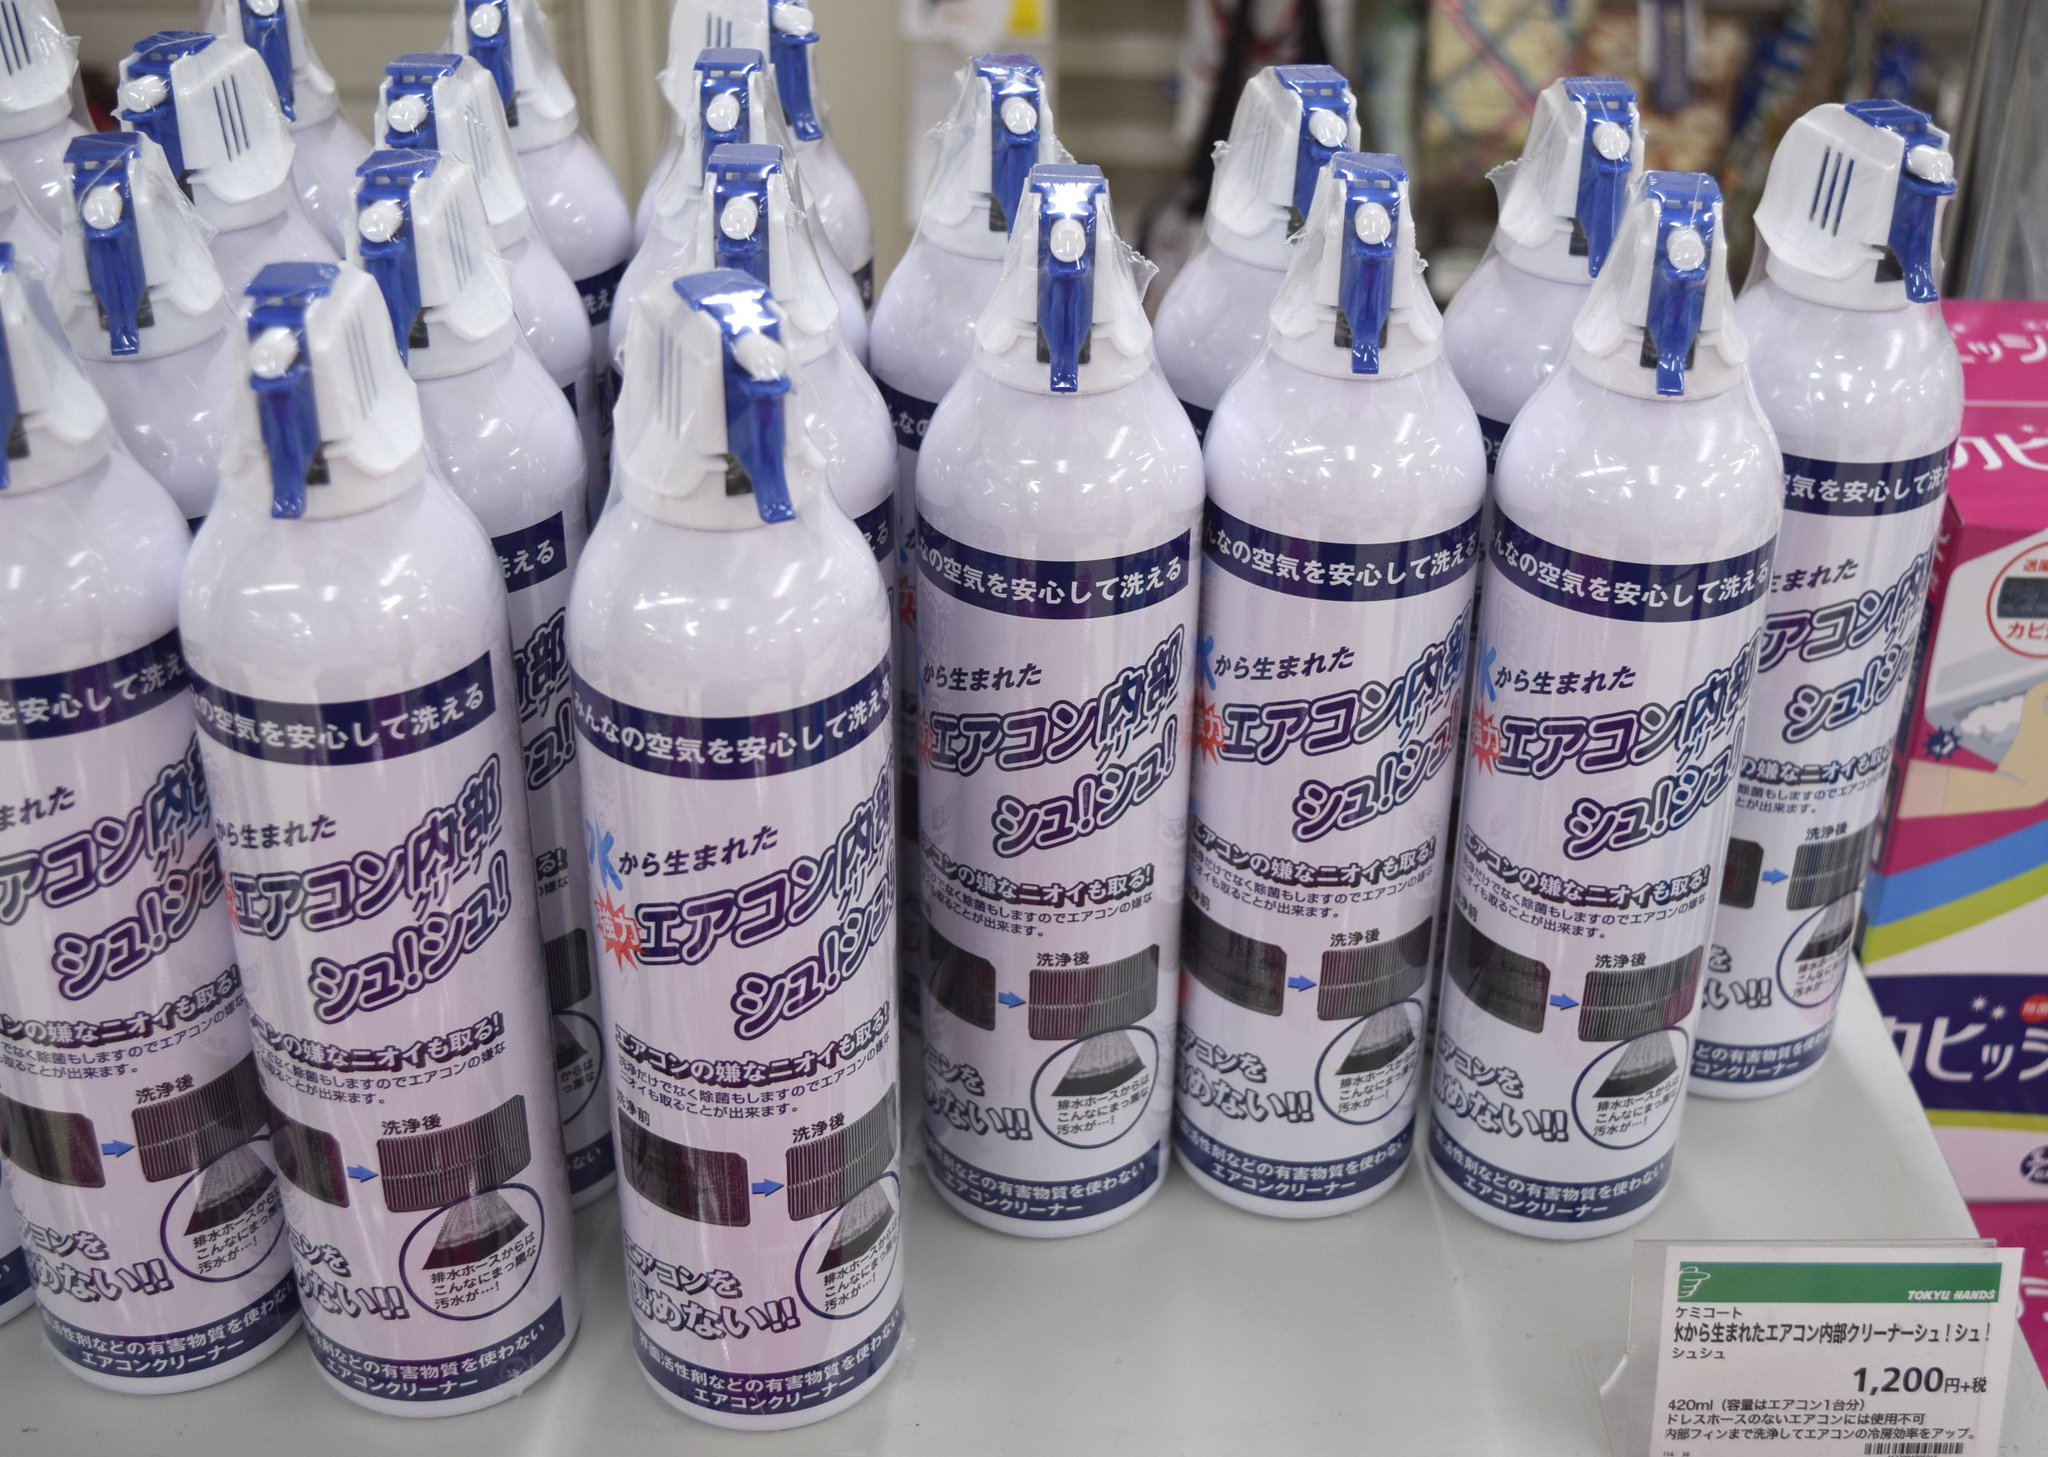 みんなの空気を安心して洗える
水から生まれた
強力
エアコン内部
クリーナー
シュ!シュ!
エアコンの嫌なニオイも取る!
洗浄だけでなく除菌もしますのでエアコンの嫌な
ニオイも取ることが出来ます。
洗浄前
洗浄後
エアコンを
傷めない!!
排水ホースからは
こんなにまっ黒な
汚水が…!
界面活性剤などの有害物質を使わない
エアコンクリーナー
TOKYU HANDS
ケミコート
水から生まれたエアコン内部クリーナーシュ!シュ!
シュシュ
1,200円+税
420ml（容量はエアコン1台分）
ドレスホースのないエアコンには使用不可
内部フィンまで洗浄してエアコンの冷房効率をアップ。
カビッシ